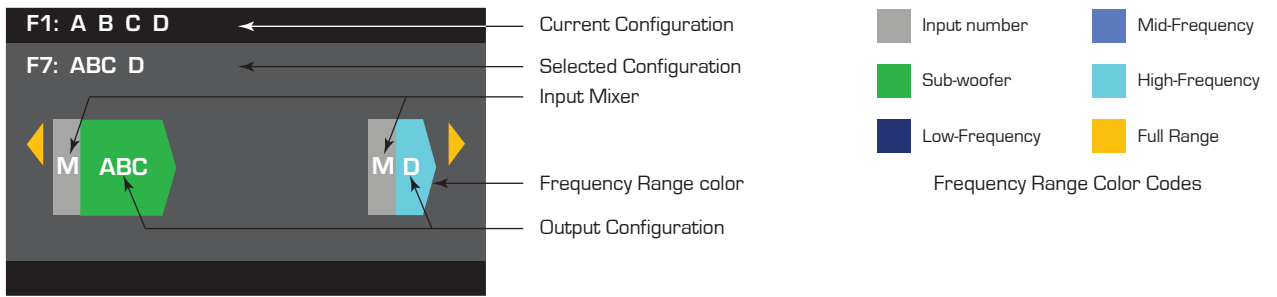 F1: A B C D
Current Configuration
F7: ABC D
Selected Configuration
Input Mixer
M ABC
M D
Frequency Range color
Output Configuration
Input number
Mid-Frequency
Sub-woofer
High-Frequency
Low-Frequency
Full Range
Frequency Range Color Codes